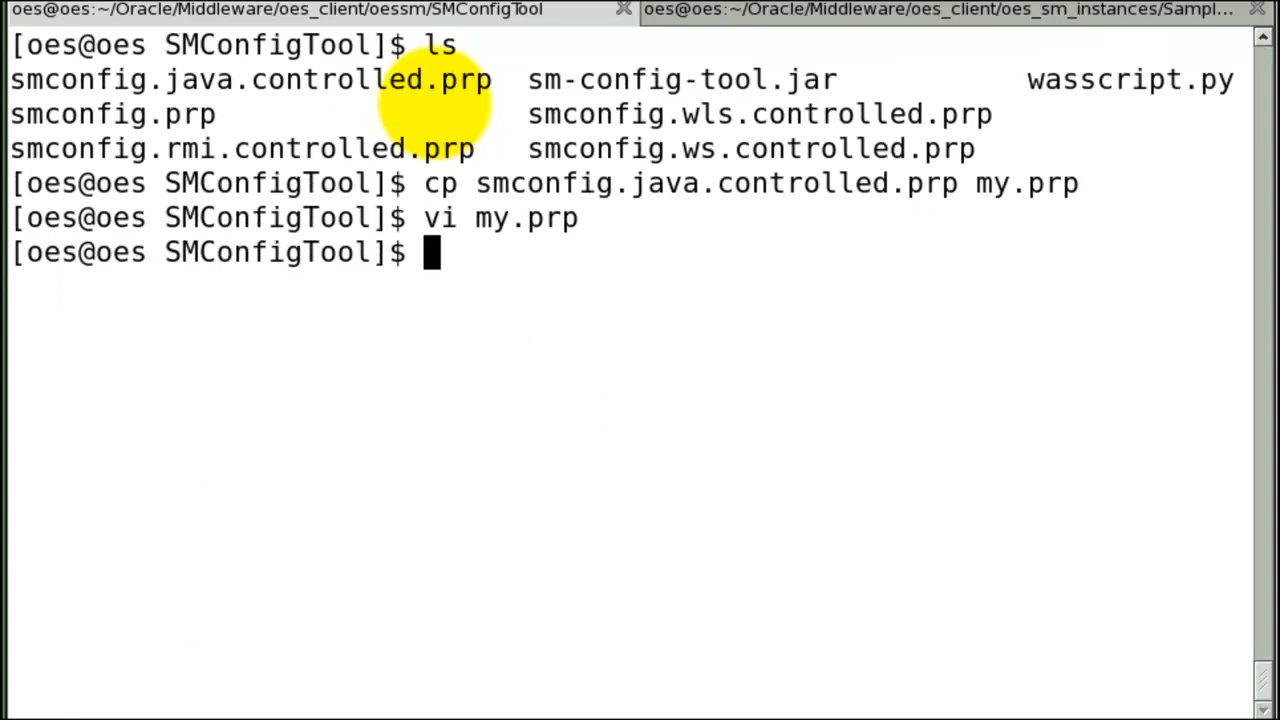 oes@oes:~/Oracle/Middleware/oes_client/oessm/SMConfigTool oes@oes:~/Oracle/Middleware/oes_client/oes_sm_instances/Sampl...
[oes@oes SMConfigTool]$ ls
smconfig.java.controlled.prp sm-config-tool.jar wasscript.py
smconfig.prp smconfig.wls.controlled.prp
smconfig.rmi.controlled.prp smconfig.ws.controlled.prp
[oes@oes SMConfigTool]$ cp smconfig.java.controlled.prp my.prp
[oes@oes SMConfigTool]$ vi my.prp
[oes@oes SMConfigTool]$